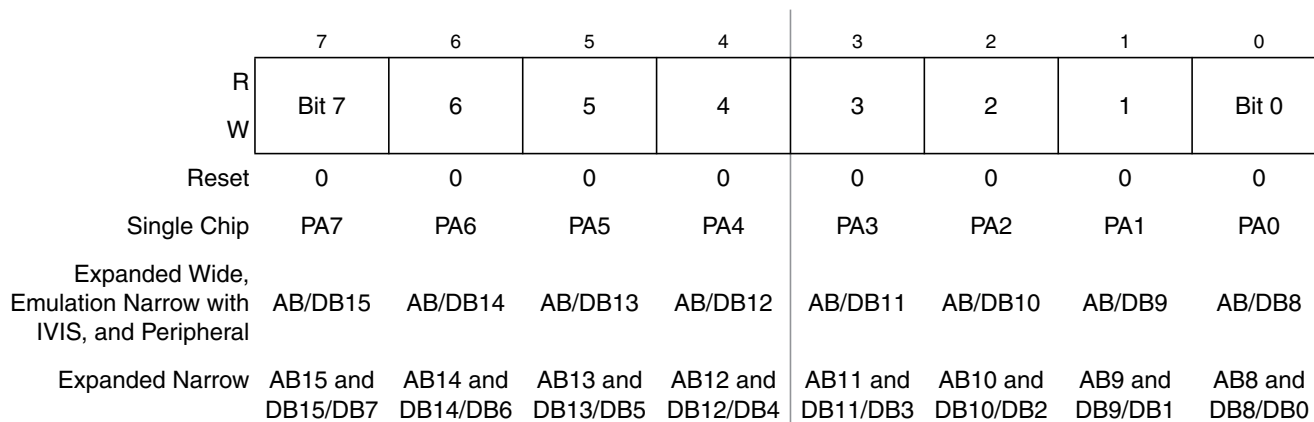 7 6 5 4 3 2 1 0
R
W
Bit 7 6 5 4 3 2 1 Bit 0
Reset 0 0 0 0 0 0 0 0
Single Chip PA7 PA6 PA5 PA4 PA3 PA2 PA1 PA0
Expanded Wide,
Emulation Narrow with AB/DB15 AB/DB14 AB/DB13 AB/DB12 AB/DB11 AB/DB10 AB/DB9 AB/DB8
IVIS, and Peripheral
Expanded Narrow AB15 and AB14 and AB13 and AB12 and AB11 and AB10 and AB9 and AB8 and
DB15/DB7 DB14/DB6 DB13/DB5 DB12/DB4 DB11/DB3 DB10/DB2 DB9/DB1 DB8/DB0